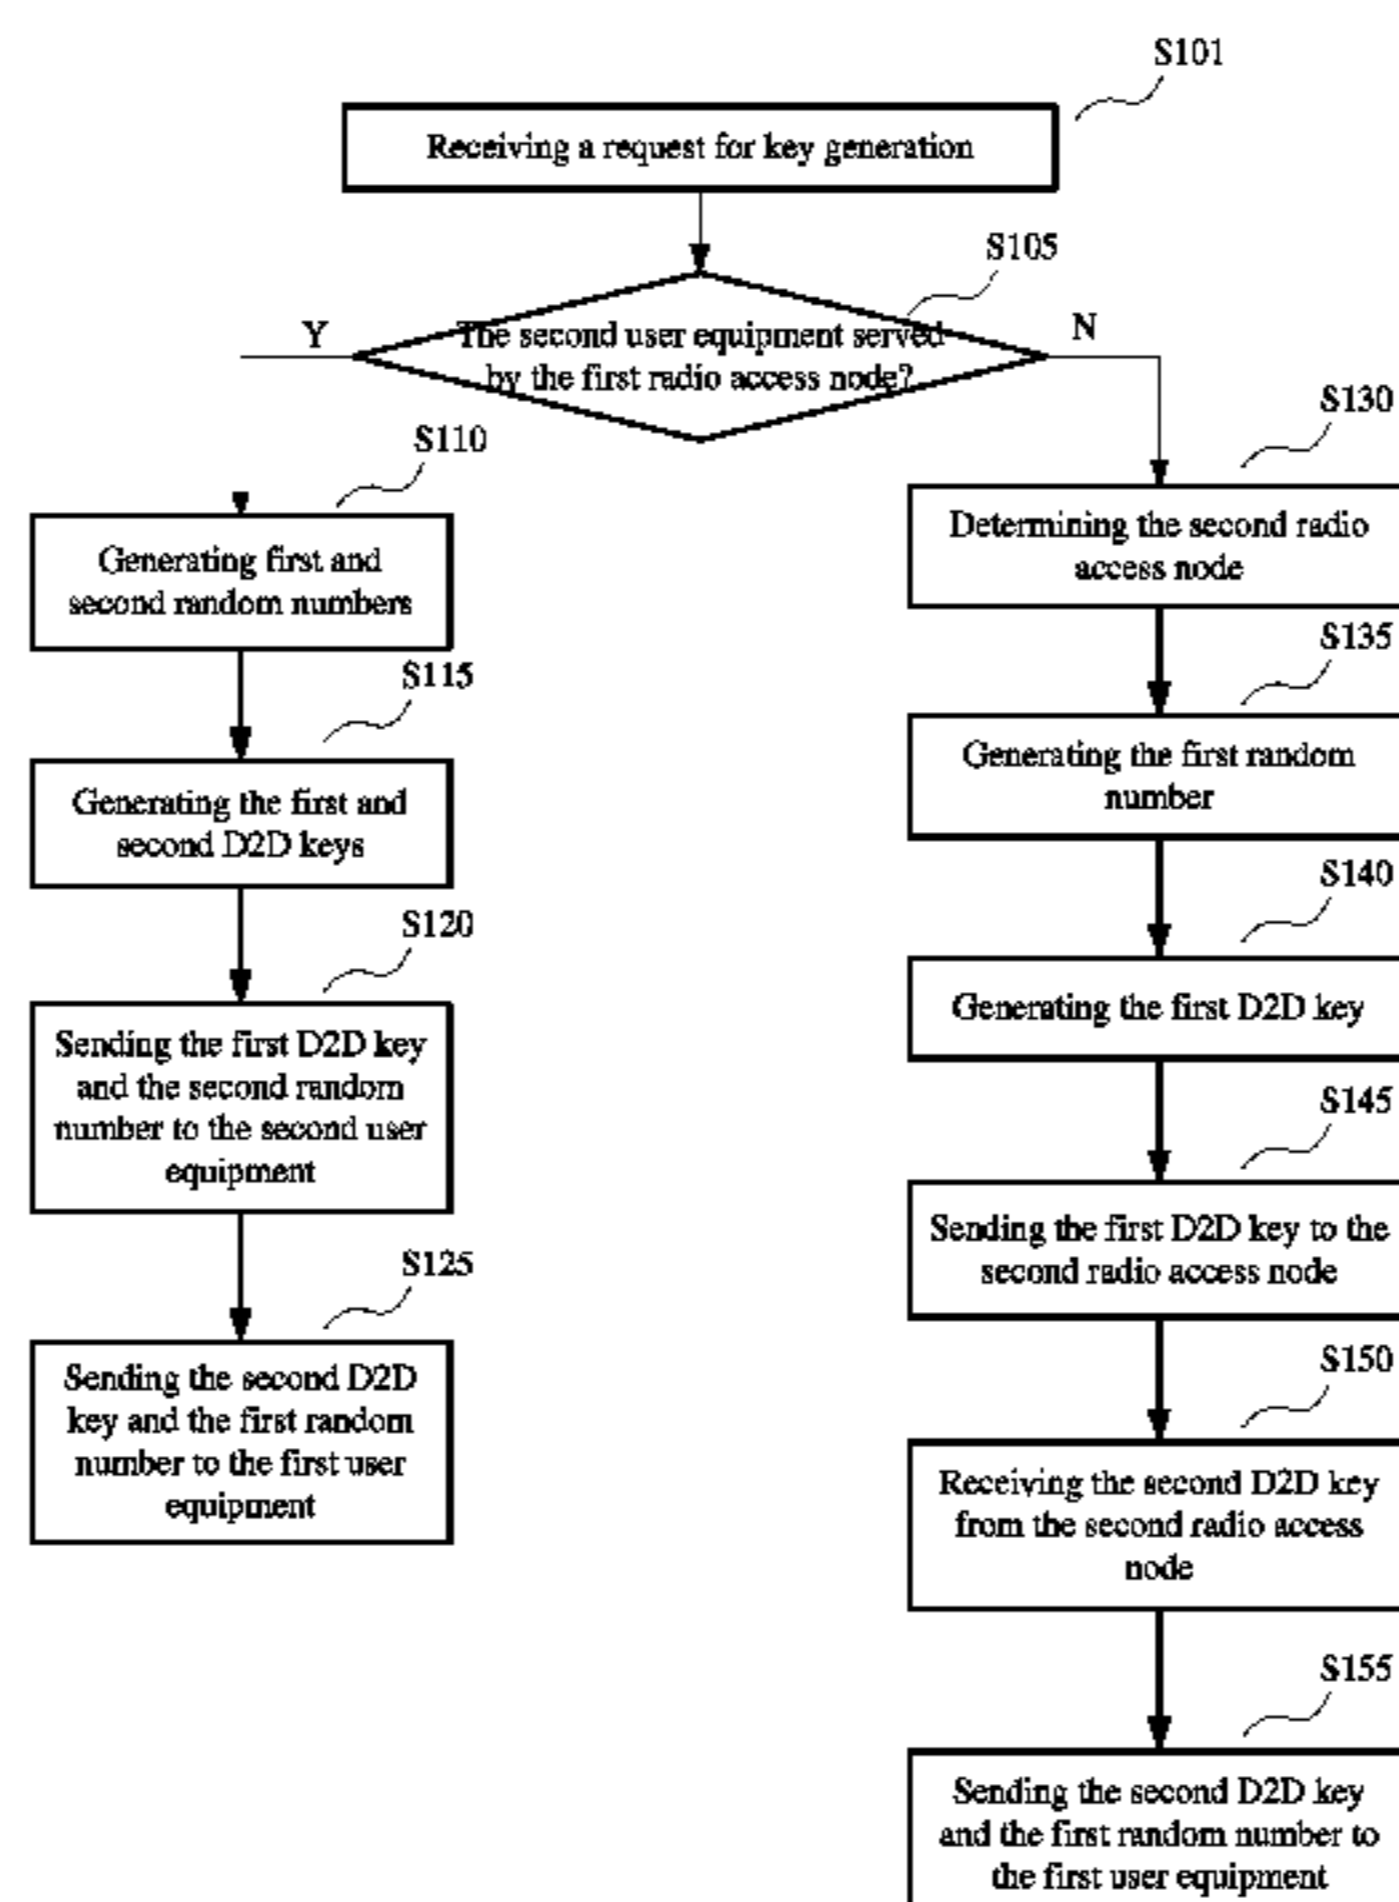 S101
Receiving a request for key generation
S105
Y
The second user equipment served
by the first radio access node?
N
S110
Generating first and
second random numbers
S115
Generating the first and
second D2D keys
S120
Sending the first D2D key
and the second random
number to the second user
equipment
S125
Sending the second D2D
key and the first random
number to the first user
equipment
S130
Determining the second radio
access node
S135
Generating the first random
number
S140
Generating the first D2D key
S145
Sending the first D2D key to the
second radio access node
S150
Receiving the second D2D key
from the second radio access
node
S155
Sending the second D2D key
and the first random number to
the first user equipment